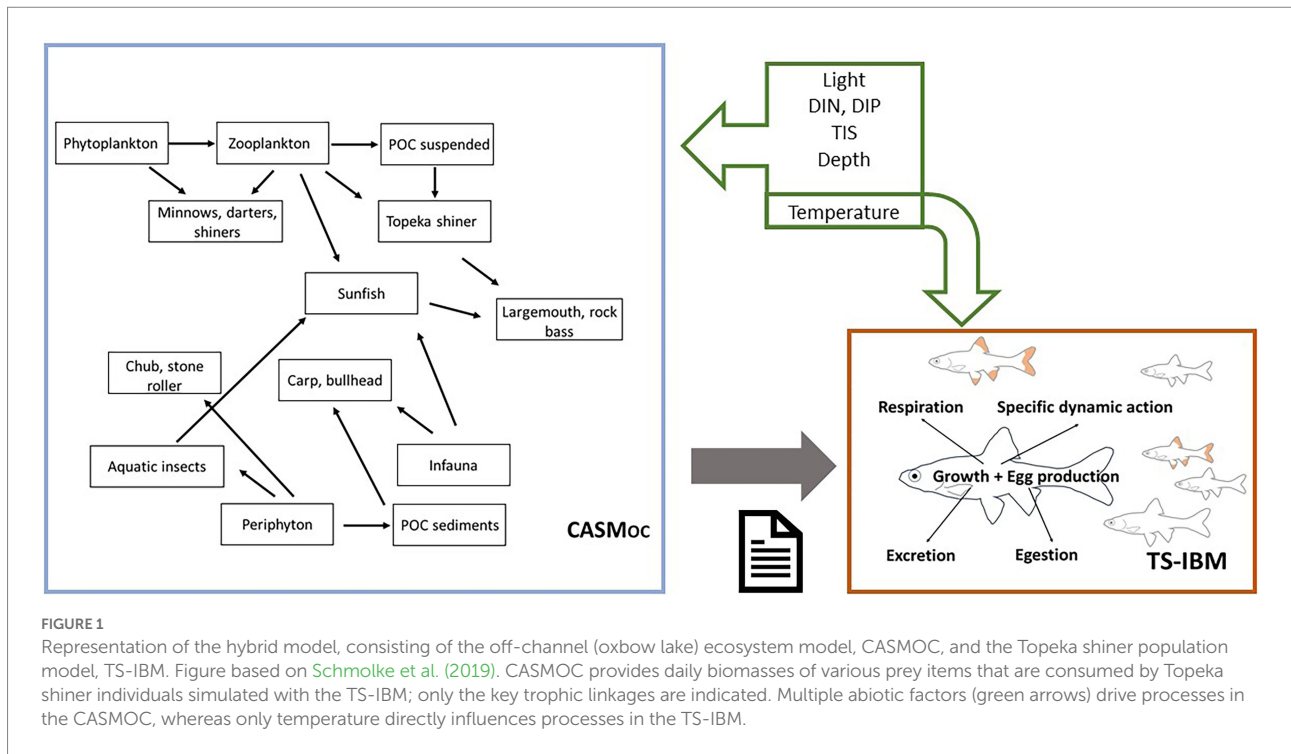 Light
DIN, DIP
TIS
Depth
Temperature
Phytoplankton
Zooplankton
POC suspended
Minnows, darters,
shiners
Topeka shiner
Sunfish
Largemouth, rock
bass
Chub, stone
roller
Carp, bullhead
Aquatic insects
Infauna
Periphyton
POC sediments
CASMOC
Respiration
Specific dynamic action
Growth + Egg production
Excretion
Egestion
TS-IBM
FIGURE 1
Representation of the hybrid model, consisting of the off-channel (oxbow lake) ecosystem model, CASMOC, and the Topeka shiner population
model, TS-IBM. Figure based on Schmolke et al. (2019). CASMOC provides daily biomasses of various prey items that are consumed by Topeka
shiner individuals simulated with the TS-IBM; only the key trophic linkages are indicated. Multiple abiotic factors (green arrows) drive processes in
the CASMOC, whereas only temperature directly influences processes in the TS-IBM.